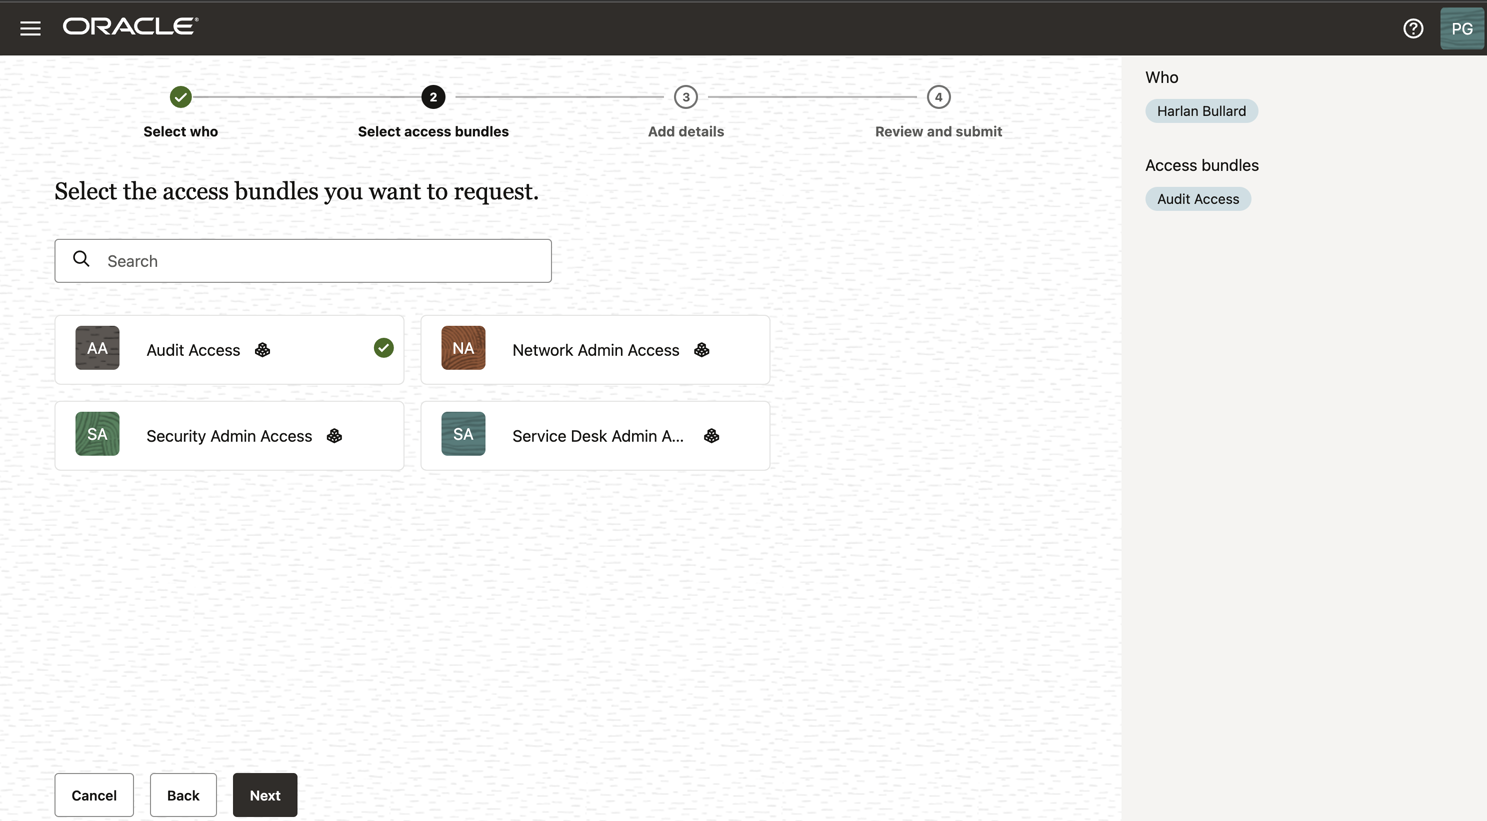 ORACLE
PG
2
3
4
Select who
Select access bundles
Add details
Review and submit
Select the access bundles you want to request.
Search
AA
Audit Access
NA
Network Admin Access
SA
Security Admin Access
SA
Service Desk Admin A...
Cancel
Back
Next
Who
Harlan Bullard
Access bundles
Audit Access